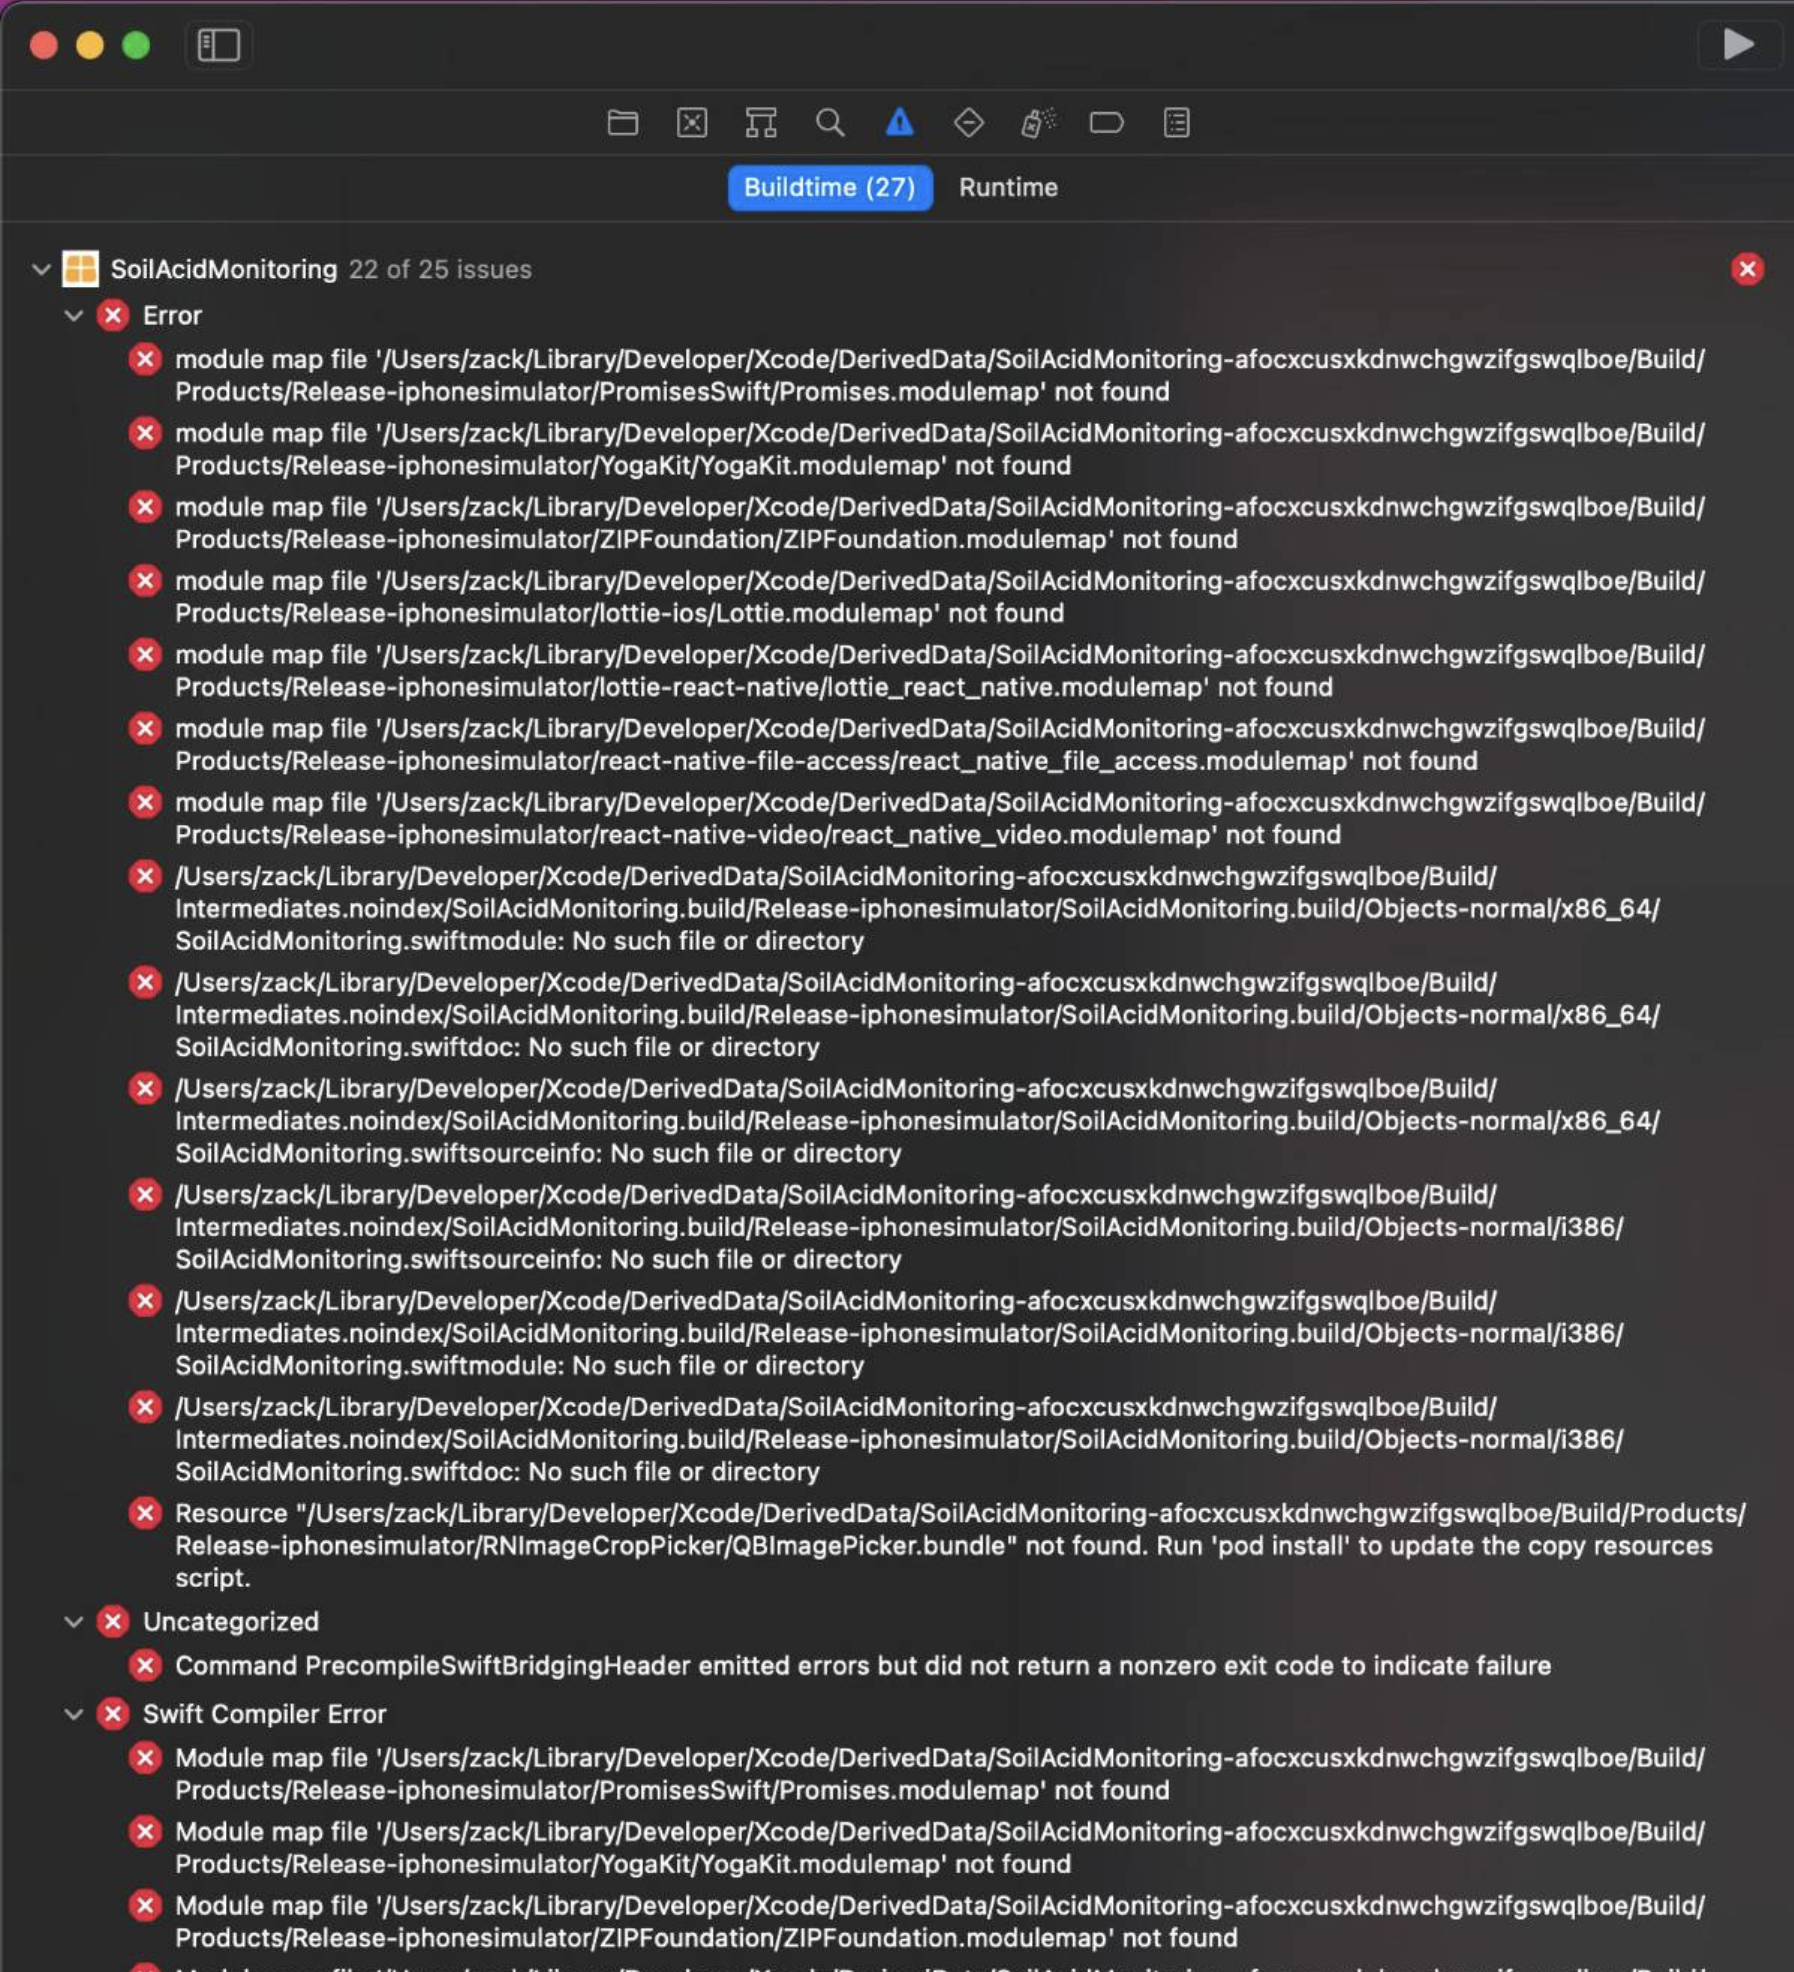 Buildtime (27) Runtime
SoilAcidMonitoring 22 of 25 issues
Error
module map file '/Users/zack/Library/Developer/Xcode/DerivedData/SoilAcidMonitoring-afocxcusxkdnwchgwzifgswqlboe/Build/
Products/Release-iphonesimulator/PromisesSwift/Promises.modulemap' not found
module map file '/Users/zack/Library/Developer/Xcode/DerivedData/SoilAcidMonitoring-afocxcusxkdnwchgwzifgswqlboe/Build/
Products/Release-iphonesimulator/YogaKit/YogaKit.modulemap' not found
module map file '/Users/zack/Library/Developer/Xcode/DerivedData/SoilAcidMonitoring-afocxcusxkdnwchgwzifgswqlboe/Build/
Products/Release-iphonesimulator/ZIPFoundation/ZIPFoundation.modulemap' not found
module map file '/Users/zack/Library/Developer/Xcode/DerivedData/SoilAcidMonitoring-afocxcusxkdnwchgwzifgswqlboe/Build/
Products/Release-iphonesimulator/lottie-ios/Lottie.modulemap' not found
module map file '/Users/zack/Library/Developer/Xcode/DerivedData/SoilAcidMonitoring-afocxcusxkdnwchgwzifgswqlboe/Build/
Products/Release-iphonesimulator/lottie-react-native/lottie_react_native.modulemap' not found
module map file '/Users/zack/Library/Developer/Xcode/DerivedData/SoilAcidMonitoring-afocxcusxkdnwchgwzifgswqlboe/Build/
Products/Release-iphonesimulator/react-native-file-access/react_native_file_access.modulemap' not found
module map file '/Users/zack/Library/Developer/Xcode/DerivedData/SoilAcidMonitoring-afocxcusxkdnwchgwzifgswqlboe/Build/
Products/Release-iphonesimulator/react-native-video/react_native_video.modulemap' not found
/Users/zack/Library/Developer/Xcode/DerivedData/SoilAcidMonitoring-afocxcusxkdnwchgwzifgswqlboe/Build/
Intermediates.noindex/SoilAcidMonitoring.build/Release-iphonesimulator/SoilAcidMonitoring.build/Objects-normal/x86_64/
SoilAcidMonitoring.swiftmodule: No such file or directory
/Users/zack/Library/Developer/Xcode/DerivedData/SoilAcidMonitoring-afocxcusxkdnwchgwzifgswqlboe/Build/
Intermediates.noindex/SoilAcidMonitoring.build/Release-iphonesimulator/SoilAcidMonitoring.build/Objects-normal/x86_64/
SoilAcidMonitoring.swiftdoc: No such file or directory
/Users/zack/Library/Developer/Xcode/DerivedData/SoilAcidMonitoring-afocxcusxkdnwchgwzifgswqlboe/Build/
Intermediates.noindex/SoilAcidMonitoring.build/Release-iphonesimulator/SoilAcidMonitoring.build/Objects-normal/x86_64/
SoilAcidMonitoring.swiftsourceinfo: No such file or directory
/Users/zack/Library/Developer/Xcode/DerivedData/SoilAcidMonitoring-afocxcusxkdnwchgwzifgswqlboe/Build/
Intermediates.noindex/SoilAcidMonitoring.build/Release-iphonesimulator/SoilAcidMonitoring.build/Objects-normal/i386/
SoilAcidMonitoring.swiftsourceinfo: No such file or directory
/Users/zack/Library/Developer/Xcode/DerivedData/SoilAcidMonitoring-afocxcusxkdnwchgwzifgswqlboe/Build/
Intermediates.noindex/SoilAcidMonitoring.build/Release-iphonesimulator/SoilAcidMonitoring.build/Objects-normal/i386/
SoilAcidMonitoring.swiftmodule: No such file or directory
/Users/zack/Library/Developer/Xcode/DerivedData/SoilAcidMonitoring-afocxcusxkdnwchgwzifgswqlboe/Build/
Intermediates.noindex/SoilAcidMonitoring.build/Release-iphonesimulator/SoilAcidMonitoring.build/Objects-normal/i386/
SoilAcidMonitoring.swiftdoc: No such file or directory
Resource "/Users/zack/Library/Developer/Xcode/DerivedData/SoilAcidMonitoring-afocxcusxkdnwchgwzifgswqlboe/Build/Products/
Release-iphonesimulator/RNImageCropPicker/QBImagePicker.bundle" not found. Run 'pod install' to update the copy resources
script.
Uncategorized
Command PrecompileSwiftBridgingHeader emitted errors but did not return a nonzero exit code to indicate failure
Swift Compiler Error
Module map file '/Users/zack/Library/Developer/Xcode/DerivedData/SoilAcidMonitoring-afocxcusxkdnwchgwzifgswqlboe/Build/
Products/Release-iphonesimulator/PromisesSwift/Promises.modulemap' not found
Module map file '/Users/zack/Library/Developer/Xcode/DerivedData/SoilAcidMonitoring-afocxcusxkdnwchgwzifgswqlboe/Build/
Products/Release-iphonesimulator/YogaKit/YogaKit.modulemap' not found
Module map file '/Users/zack/Library/Developer/Xcode/DerivedData/SoilAcidMonitoring-afocxcusxkdnwchgwzifgswqlboe/Build/
Products/Release-iphonesimulator/ZIPFoundation/ZIPFoundation.modulemap' not found